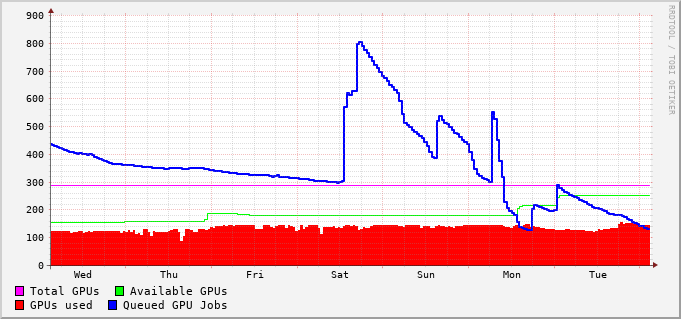 900
800
700
600
500
400
300
200
100
0
Wed Thu Fri Sat Sun Mon Tue
Total GPUs Available GPUs
GPUs used Queued GPU Jobs
RRDTOOL / TOBI OETIKER